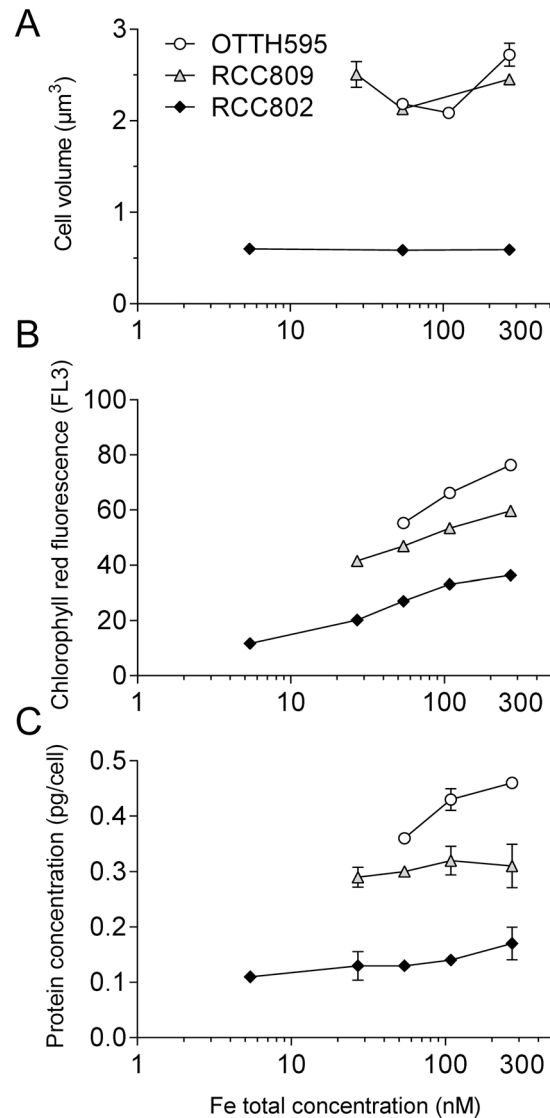 A
OTTH595
RCC809
RCC802
Cell volume (µm³)
3
2
1
0
1
10
100
300
B
Chlorophyll red fluorescence (FL3)
100
80
60
40
20
0
1
10
100
300
C
Protein concentration (pg/cell)
0.5
0.4
0.3
0.2
0.1
0.0
1
10
100
300
Fe total concentration (nM)